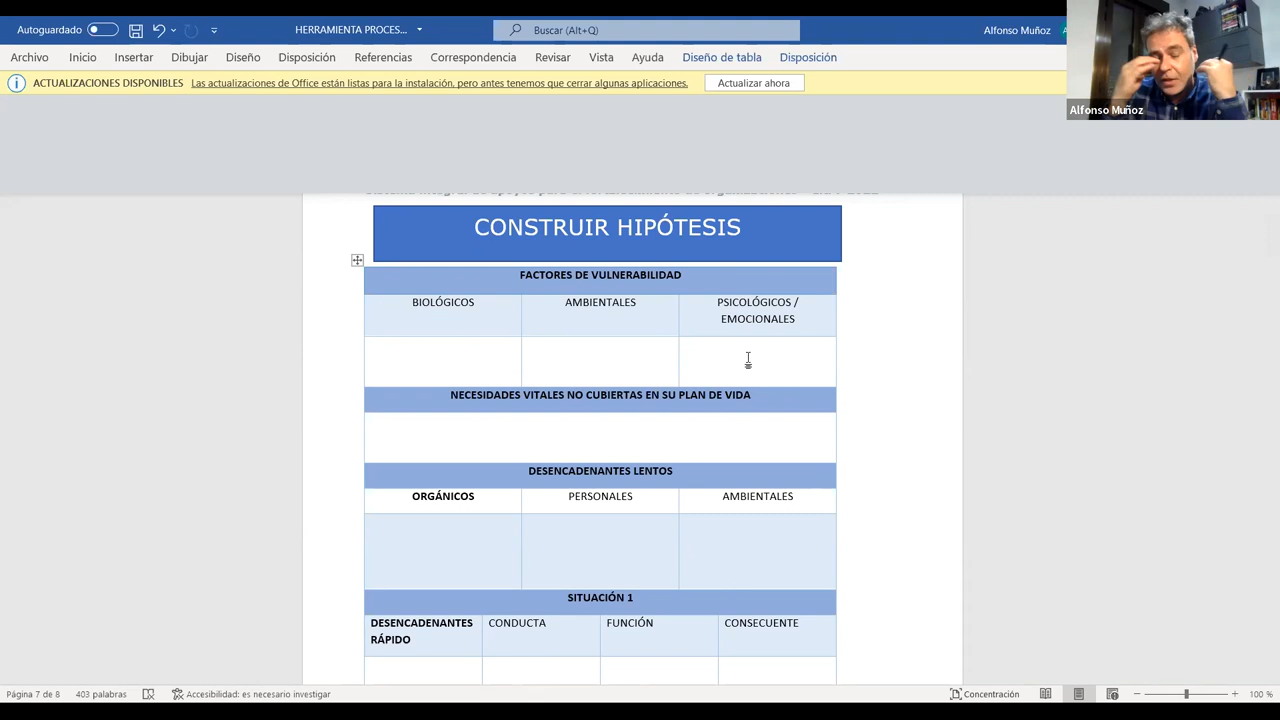 Autoguardado
HERRAMIENTA PROCES...
Buscar (Alt+Q)
Alfonso Muñoz
Archivo Inicio Insertar Dibujar Diseño Disposición Referencias Correspondencia Revisar Vista Ayuda Diseño de tabla Disposición
ACTUALIZACIONES DISPONIBLES Las actualizaciones de Office están listas para la instalación, pero antes tenemos que cerrar algunas aplicaciones. Actualizar ahora
Alfonso Muñoz
CONSTRUIR HIPÓTESIS
FACTORES DE VULNERABILIDAD
BIOLÓGICOS AMBIENTALES PSICOLÓGICOS /
EMOCIONALES
NECESIDADES VITALES NO CUBIERTAS EN SU PLAN DE VIDA
DESENCADENANTES LENTOS
ORGÁNICOS PERSONALES AMBIENTALES
SITUACIÓN 1
DESENCADENANTES CONDUCTA FUNCIÓN CONSECUENTE
RÁPIDO
Página 7 de 8 403 palabras Accesibilidad: es necesario investigar Concentración 100 %